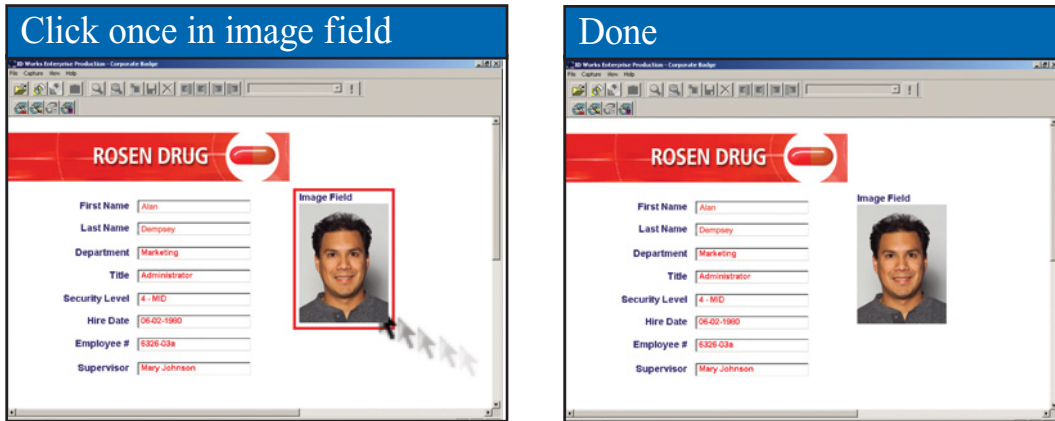 Click once in image field
ID Works Enterprise Production - Corporate Badge
File Capture View Help
ROSEN DRUG
Image Field
First Name Alan
Last Name Dempsey
Department Marketing
Title Administrator
Security Level 4 - MID
Hire Date 06-02-1980
Employee # 6326-03a
Supervisor Mary Johnson
Done
ID Works Enterprise Production - Corporate Badge
File Capture View Help
ROSEN DRUG
Image Field
First Name Alan
Last Name Dempsey
Department Marketing
Title Administrator
Security Level 4 - MID
Hire Date 06-02-1980
Employee # 6326-03a
Supervisor Mary Johnson